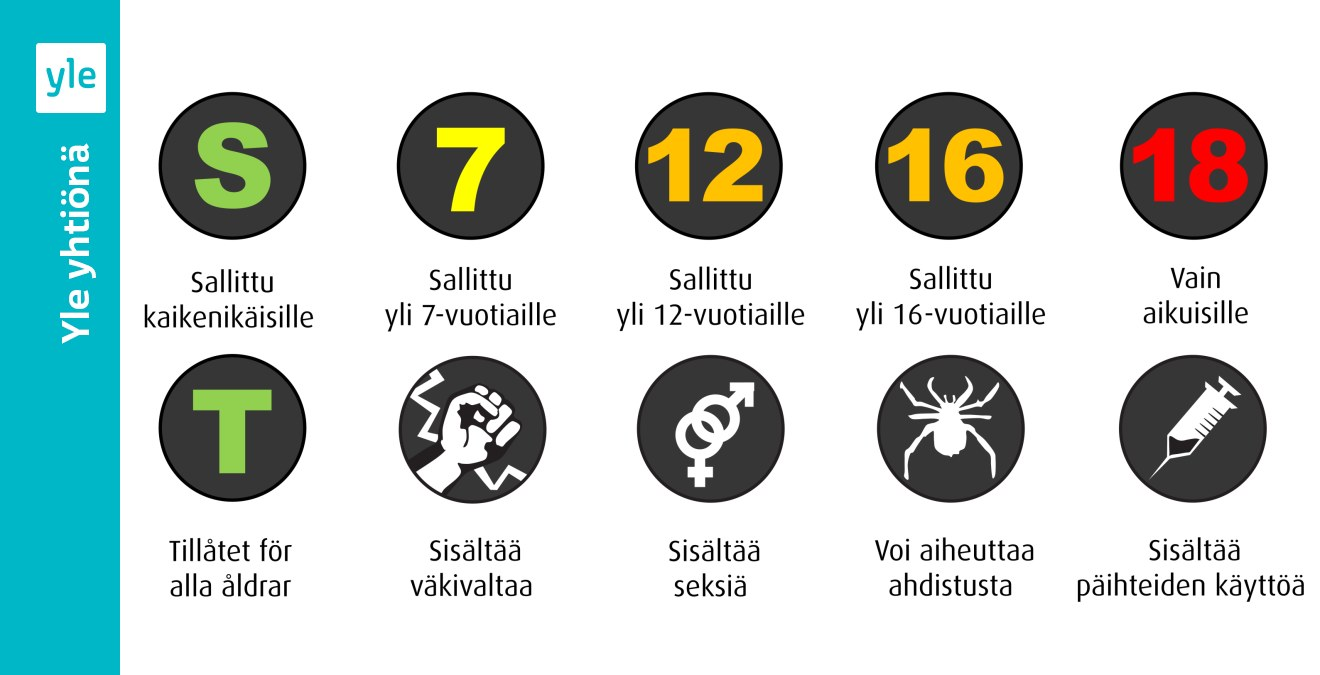 yle
Yle yhtiönä
S
7
12
16
18
Sallittu
kaikenikäisille
Sallittu
yli 7-vuotiaille
Sallittu
yli 12-vuotiaille
Sallittu
yli 16-vuotiaille
Vain
aikuisille
T
Tillåtet för
alla åldrar
Sisältää
väkivaltaa
Sisältää
seksiä
Voi aiheuttaa
ahdistusta
Sisältää
päihteiden käyttöä